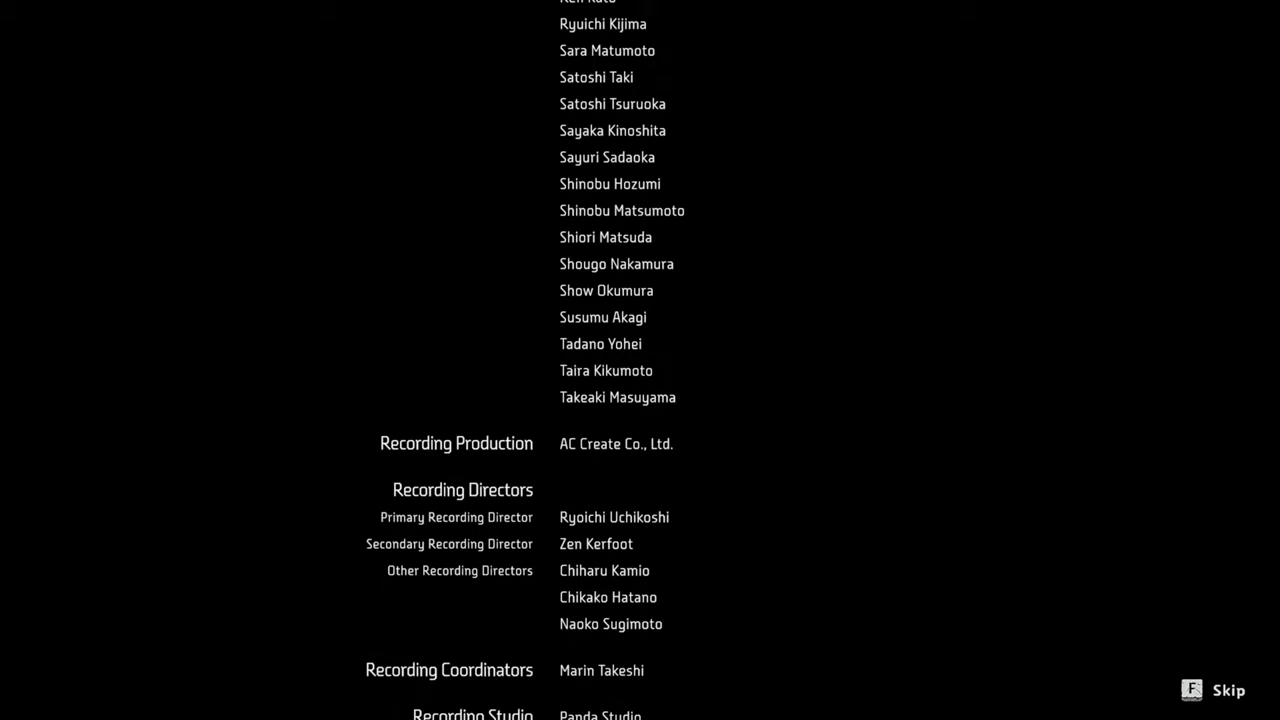 Ken Kato
Ryuichi Kijima
Sara Matumoto
Satoshi Taki
Satoshi Tsuruoka
Sayaka Kinoshita
Sayuri Sadaoka
Shinobu Hozumi
Shinobu Matsumoto
Shiori Matsuda
Shougo Nakamura
Show Okumura
Susumu Akagi
Tadano Yohei
Taira Kikumoto
Takeaki Masuyama
Recording Production AC Create Co., Ltd.
Recording Directors
Primary Recording Director Ryoichi Uchikoshi
Secondary Recording Director Zen Kerfoot
Other Recording Directors Chiharu Kamio
Chikako Hatano
Naoko Sugimoto
Recording Coordinators Marin Takeshi
F Skip
Recording Studio Panda Studio